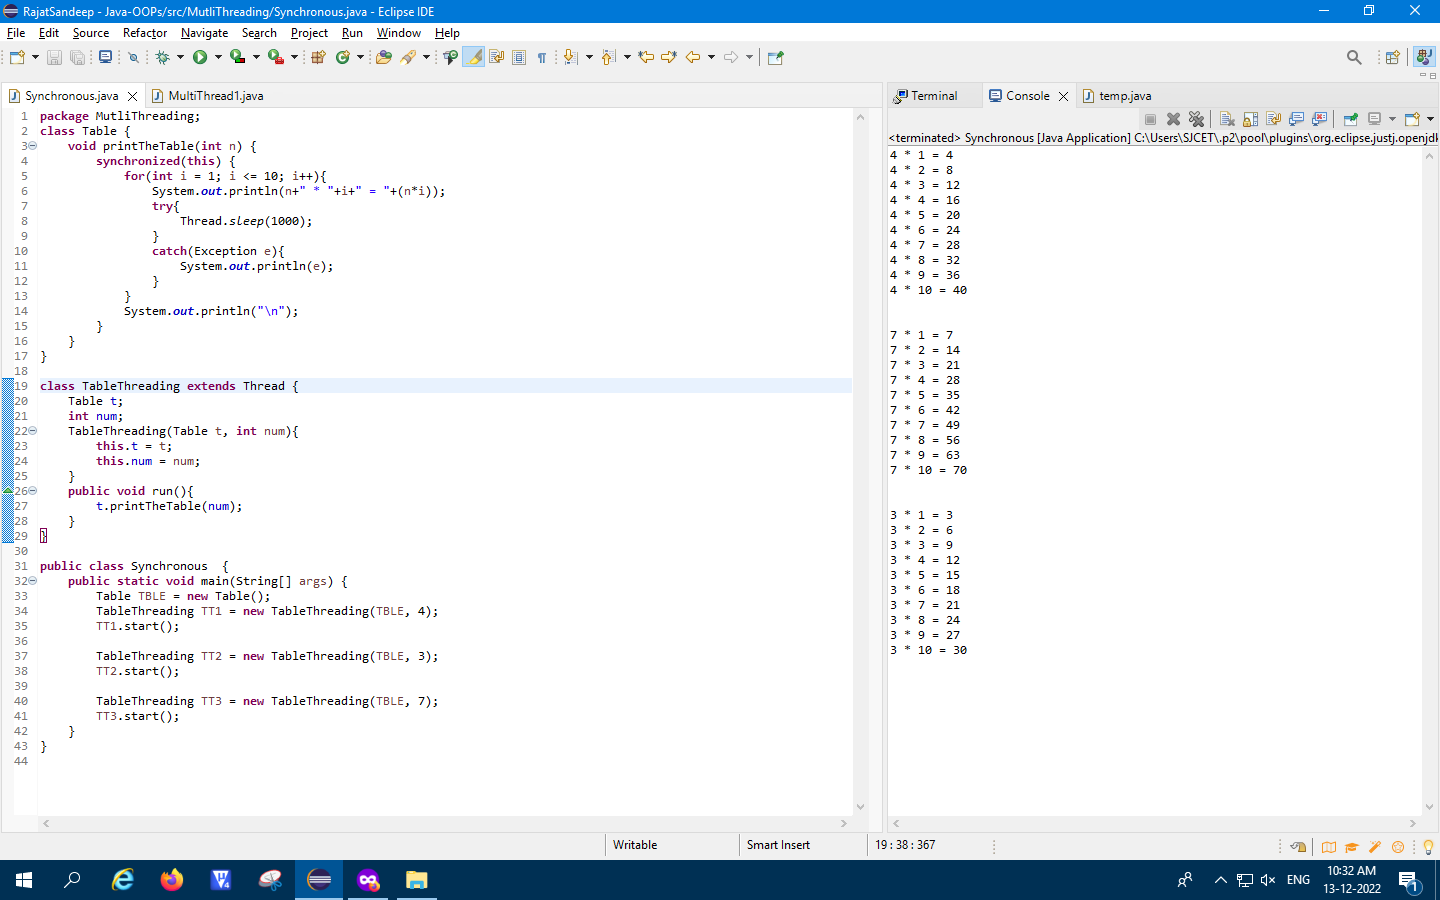 RajatSandeep - Java-OOPs/src/MutliThreading/Synchronous.java - Eclipse IDE
File Edit Source Refactor Navigate Search Project Run Window Help
Synchronous.java
MultiThread1.java
1 package MutliThreading;
2 class Table {
3 void printTheTable(int n) {
4 synchronized(this) {
5 for(int i = 1; i <= 10; i++){
6 System.out.println(n+" * "+i+" = "+(n*i));
7 try{
8 Thread.sleep(1000);
9 }
10 catch(Exception e){
11 System.out.println(e);
12 }
13 }
14 System.out.println("\n");
15 }
16 }
17 }
18
19 class TableThreading extends Thread {
20 Table t;
21 int num;
22 TableThreading(Table t, int num){
23 this.t = t;
24 this.num = num;
25 }
26 public void run(){
27 t.printTheTable(num);
28 }
29 }
30
31 public class Synchronous  {
32 public static void main(String[] args) {
33 Table TBLE = new Table();
34 TableThreading TT1 = new TableThreading(TBLE, 4);
35 TT1.start();
36
37 TableThreading TT2 = new TableThreading(TBLE, 3);
38 TT2.start();
39
40 TableThreading TT3 = new TableThreading(TBLE, 7);
41 TT3.start();
42 }
43 }
44
Terminal
Console
temp.java
<terminated> Synchronous [Java Application] C:\Users\SJCET\.p2\pool\plugins\org.eclipse.justj.openjdk
4 * 1 = 4
4 * 2 = 8
4 * 3 = 12
4 * 4 = 16
4 * 5 = 20
4 * 6 = 24
4 * 7 = 28
4 * 8 = 32
4 * 9 = 36
4 * 10 = 40
7 * 1 = 7
7 * 2 = 14
7 * 3 = 21
7 * 4 = 28
7 * 5 = 35
7 * 6 = 42
7 * 7 = 49
7 * 8 = 56
7 * 9 = 63
7 * 10 = 70
3 * 1 = 3
3 * 2 = 6
3 * 3 = 9
3 * 4 = 12
3 * 5 = 15
3 * 6 = 18
3 * 7 = 21
3 * 8 = 24
3 * 9 = 27
3 * 10 = 30
Writable
Smart Insert
19 : 38 : 367
ENG
10:32 AM
13-12-2022
1